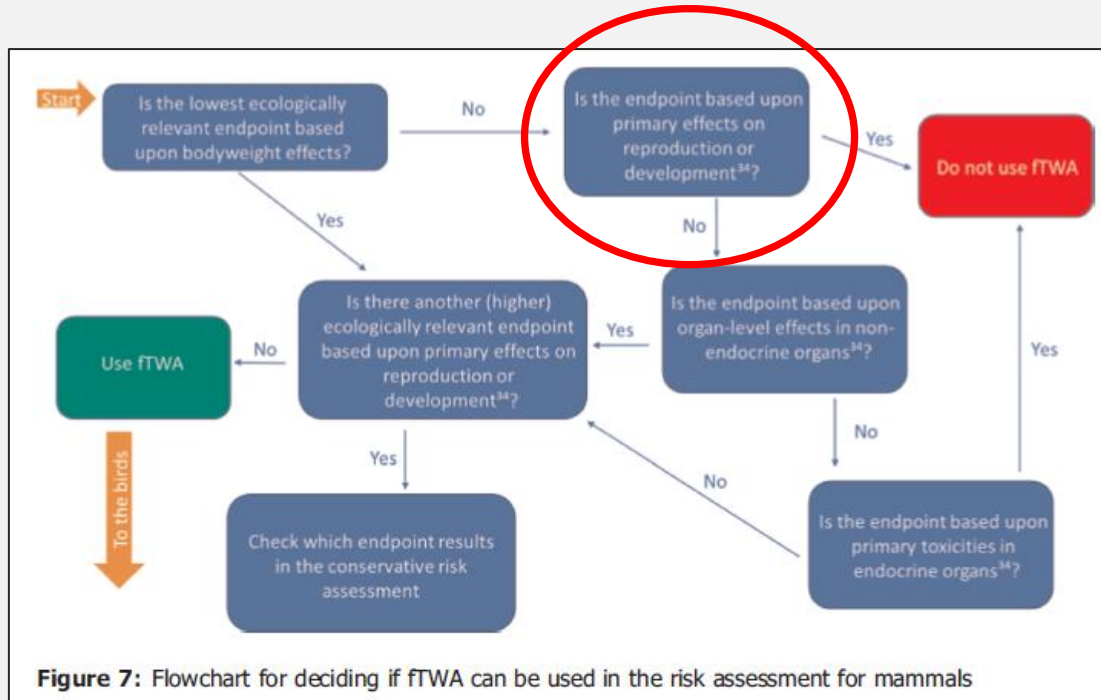 Start
Is the lowest ecologically
relevant endpoint based
upon bodyweight effects?
No
Is the endpoint based upon
primary effects on
reproduction or
development³⁴?
Yes
Do not use fTWA
Yes
No
Is there another (higher)
ecologically relevant endpoint
based upon primary effects on
reproduction or
development³⁴?
Yes
Is the endpoint based upon
organ-level effects in non-
endocrine organs³⁴?
Yes
Use fTWA
No
No
To the birds
Yes
No
Check which endpoint results
in the conservative risk
assessment
Is the endpoint based upon
primary toxicities in
endocrine organs³⁴?
Figure 7: Flowchart for deciding if fTWA can be used in the risk assessment for mammals